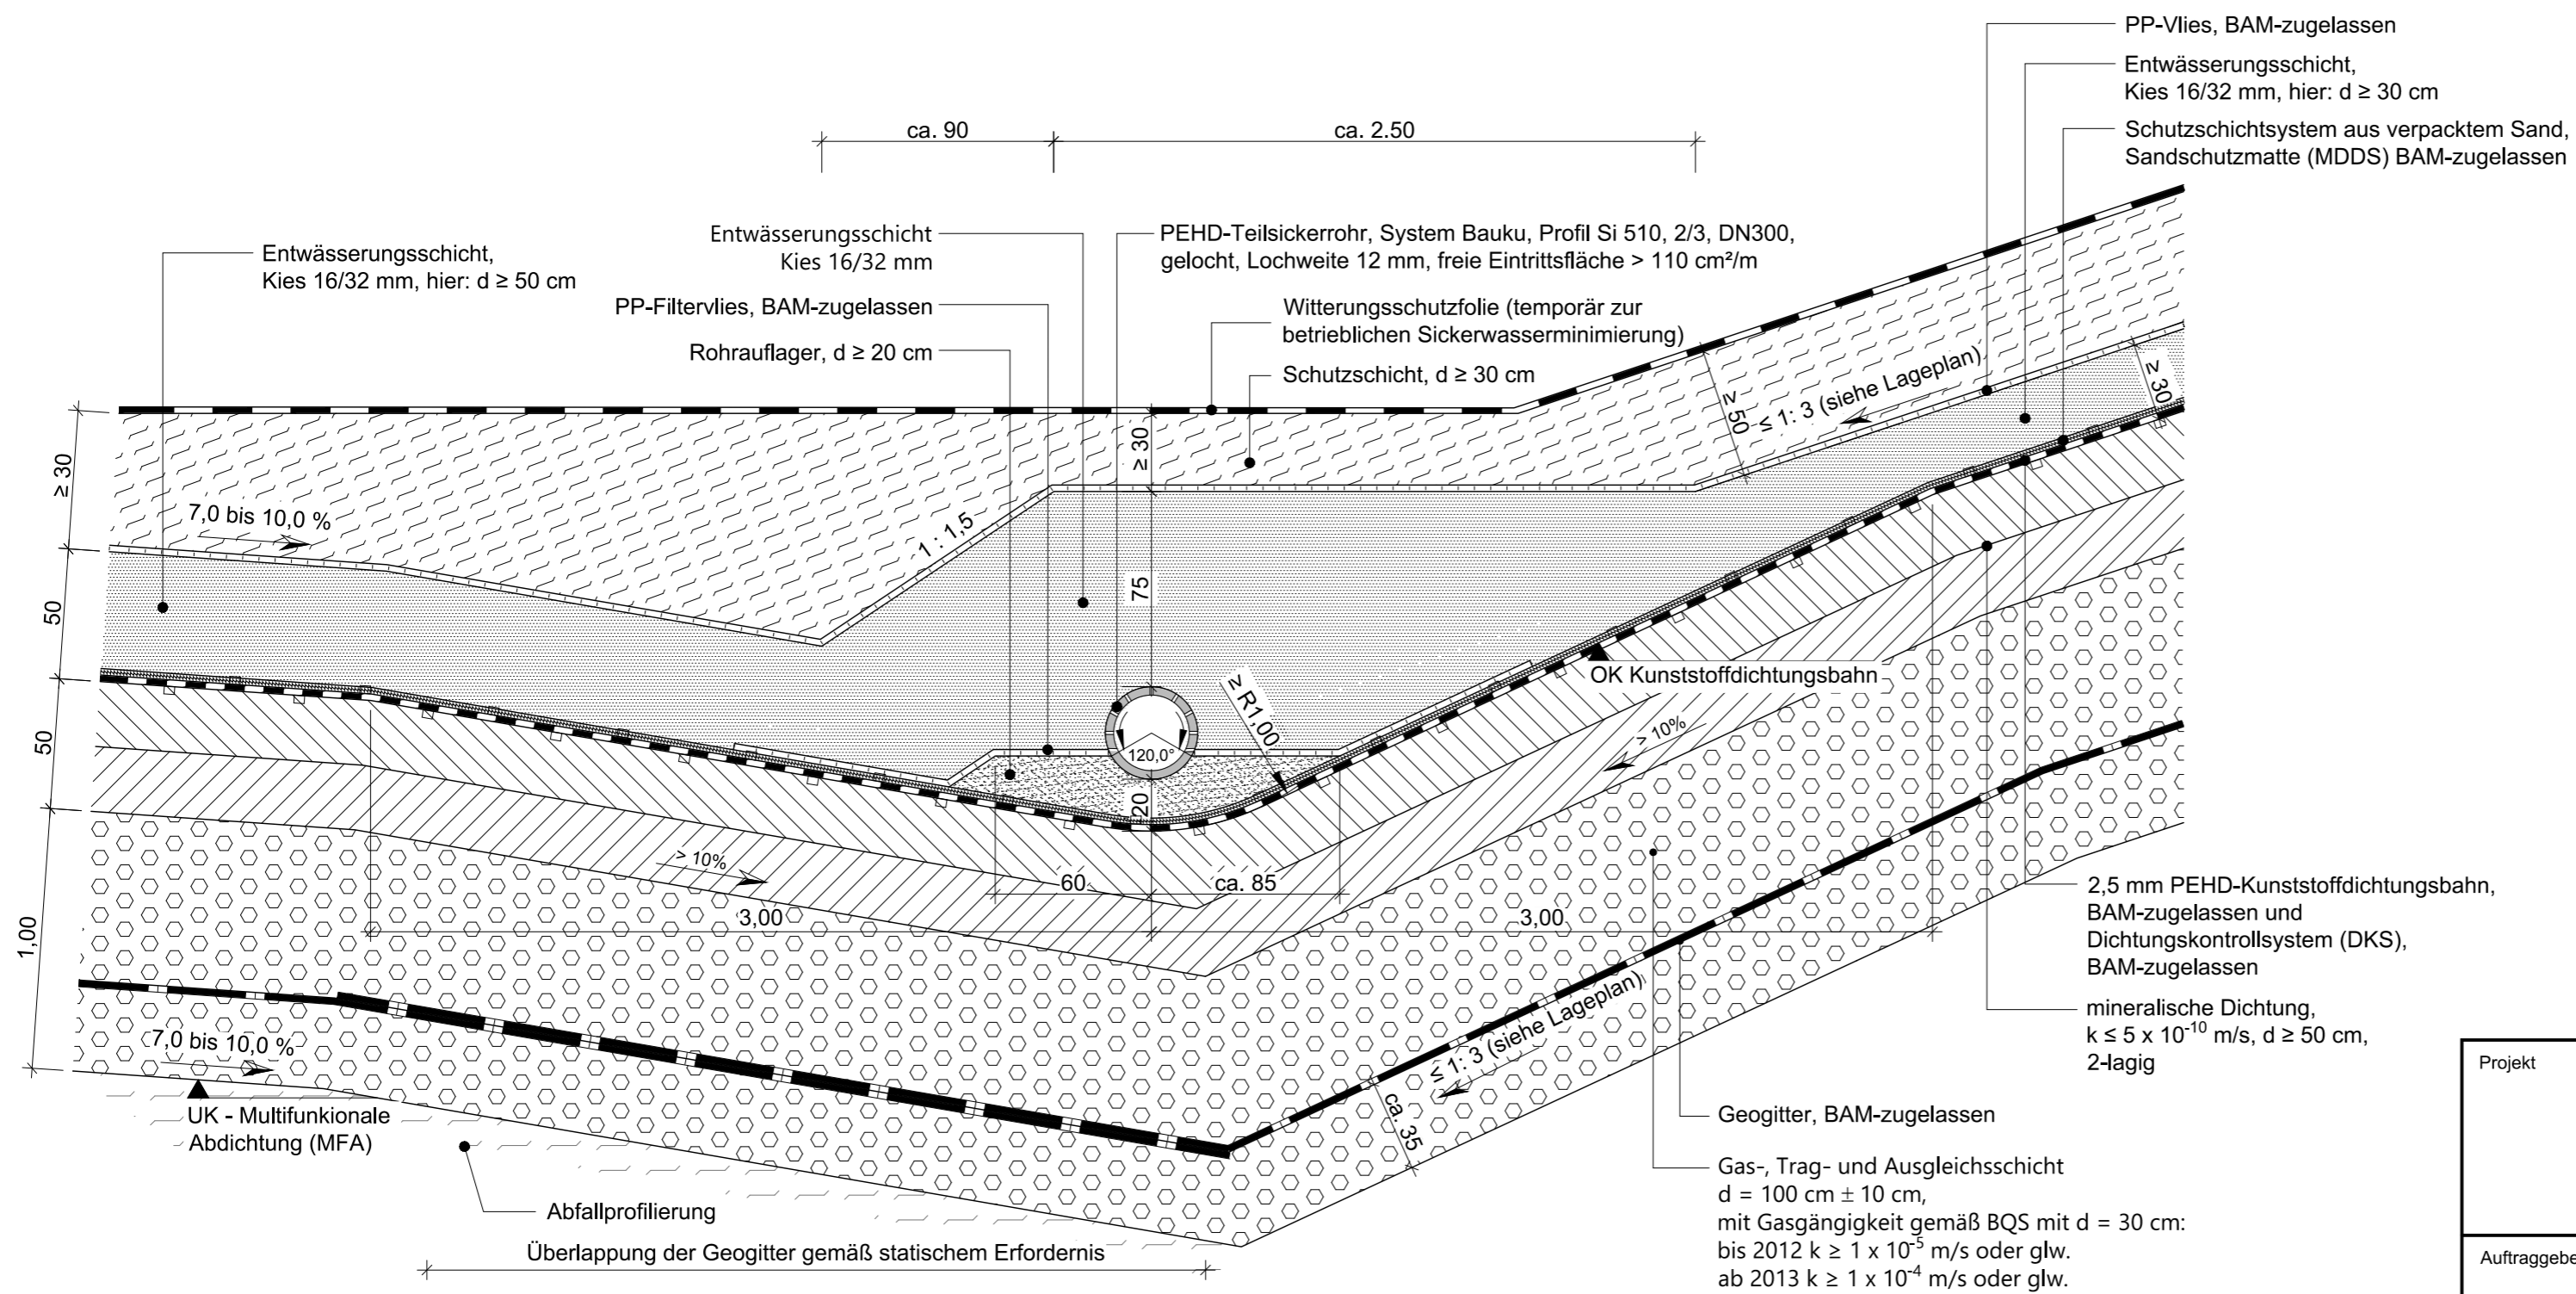 PP-Vlies, BAM-zugelassen
Entwässerungsschicht,
Kies 16/32 mm, hier: d ≥ 30 cm
Schutzschichtsystem aus verpacktem Sand,
Sandschutzmatte (MDDS) BAM-zugelassen
ca. 90
ca. 2.50
Entwässerungsschicht,
Kies 16/32 mm, hier: d ≥ 50 cm
Entwässerungsschicht
Kies 16/32 mm
PP-Filtervlies, BAM-zugelassen
Rohrauflager, d ≥ 20 cm
PEHD-Teilsickerrohr, System Bauku, Profil Si 510, 2/3, DN300,
gelocht, Lochweite 12 mm, freie Eintrittsfläche > 110 cm²/m
Witterungsschutzfolie (temporär zur
betrieblichen Sickerwasserminimierung)
Schutzschicht, d ≥ 30 cm
≥ 30
≥ 50
≤ 1: 3 (siehe Lageplan)
≥ 30
≥ 30
7,0 bis 10,0 %
1 : 1,5
50
75
≥ R1,00
OK Kunststoffdichtungsbahn
50
120,0°
20
> 10%
> 10%
60
ca. 85
3,00
3,00
1,00
2,5 mm PEHD-Kunststoffdichtungsbahn,
BAM-zugelassen und
Dichtungskontrollsystem (DKS),
BAM-zugelassen
mineralische Dichtung,
k ≤ 5 x 10⁻¹⁰ m/s, d ≥ 50 cm,
2-lagig
7,0 bis 10,0 %
≤ 1: 3 (siehe Lageplan)
ca. 35
UK - Multifunkionale
Abdichtung (MFA)
Abfallprofilierung
Überlappung der Geogitter gemäß statischem Erfordernis
Geogitter, BAM-zugelassen
Gas-, Trag- und Ausgleichsschicht
d = 100 cm ± 10 cm,
mit Gasgängigkeit gemäß BQS mit d = 30 cm:
bis 2012 k ≥ 1 x 10⁻⁵ m/s oder glw.
ab 2013 k ≥ 1 x 10⁻⁴ m/s oder glw.
Projekt
Auftraggebe